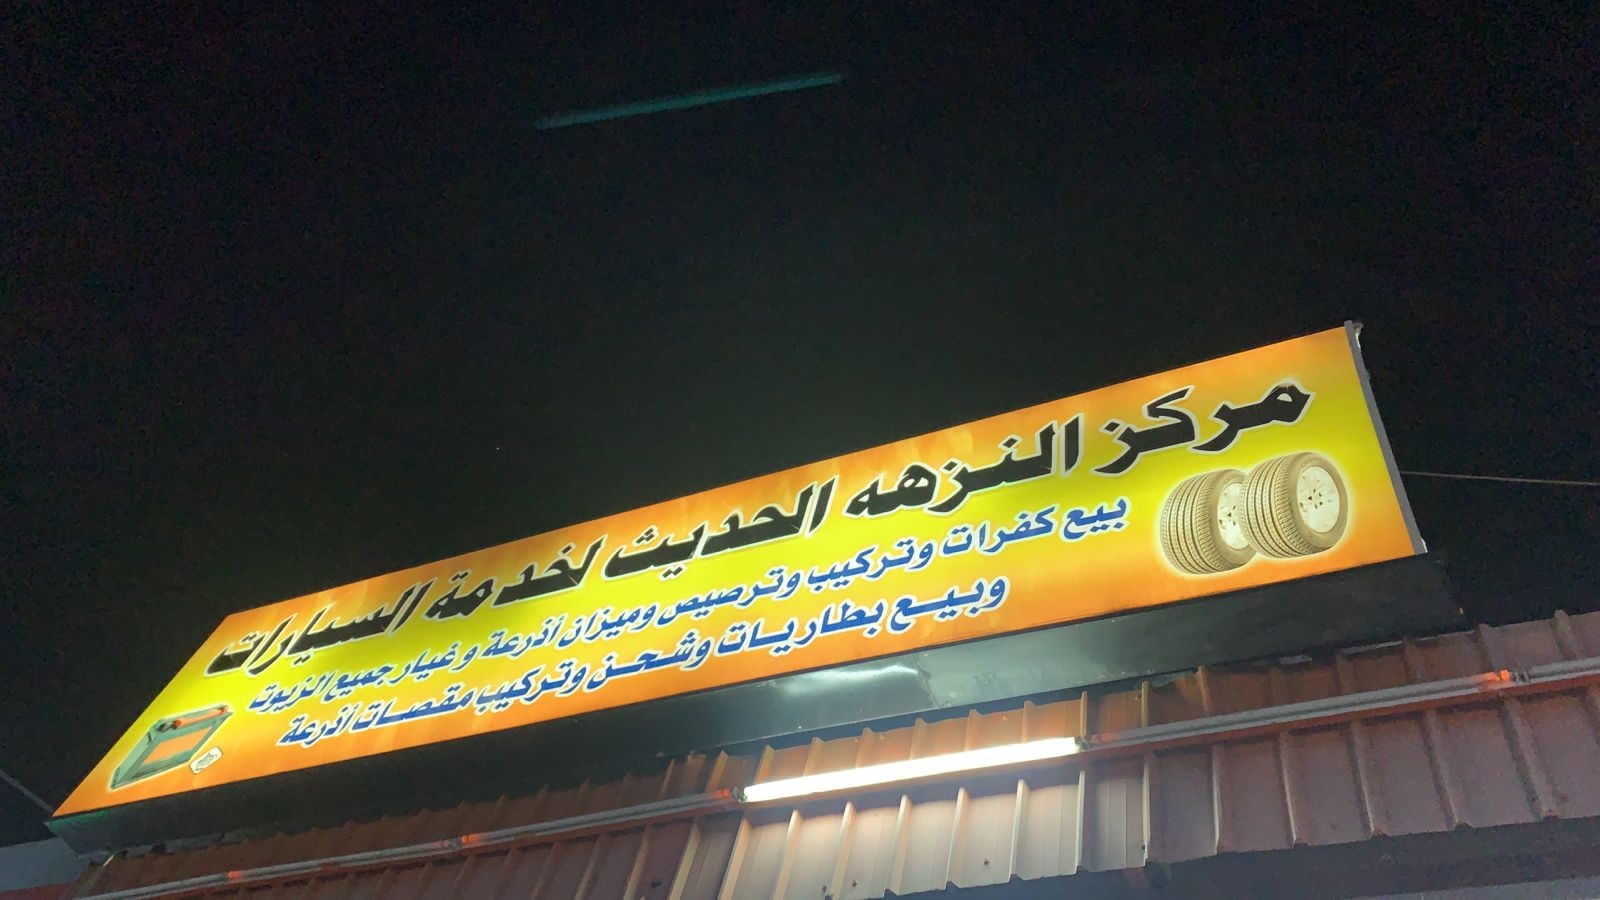 مركز النزهه الحديث لخدمة السيارات
بيع كفرات وتركيب وترصيص وميزان أذرعة وغيار جميع الزيوت
وبيع بطاريات وشحن وتركيب مقصات أذرعة